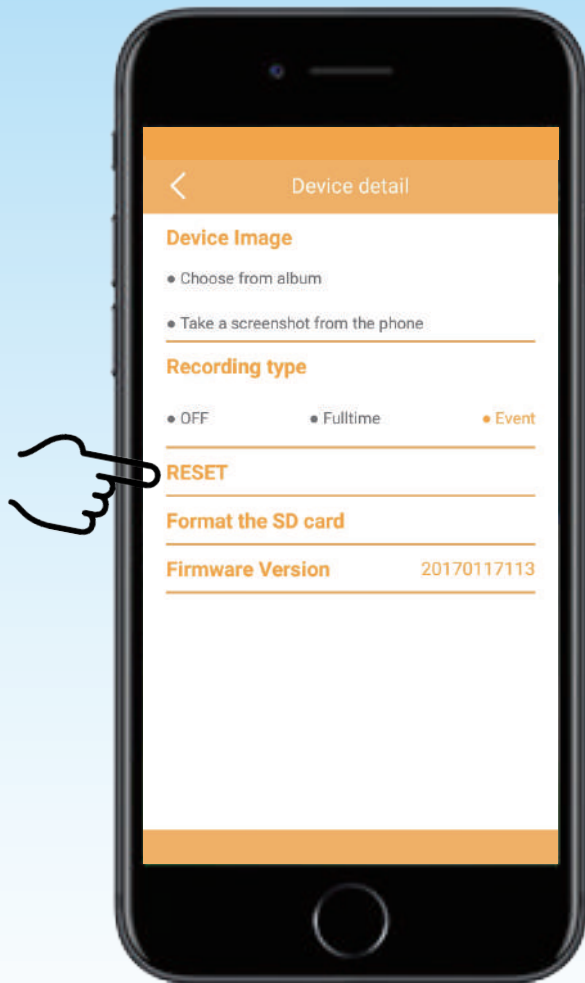 Device detail
Device Image
● Choose from album
● Take a screenshot from the phone
Recording type
● OFF ● Fulltime ● Event
RESET
Format the SD card
Firmware Version 20170117113